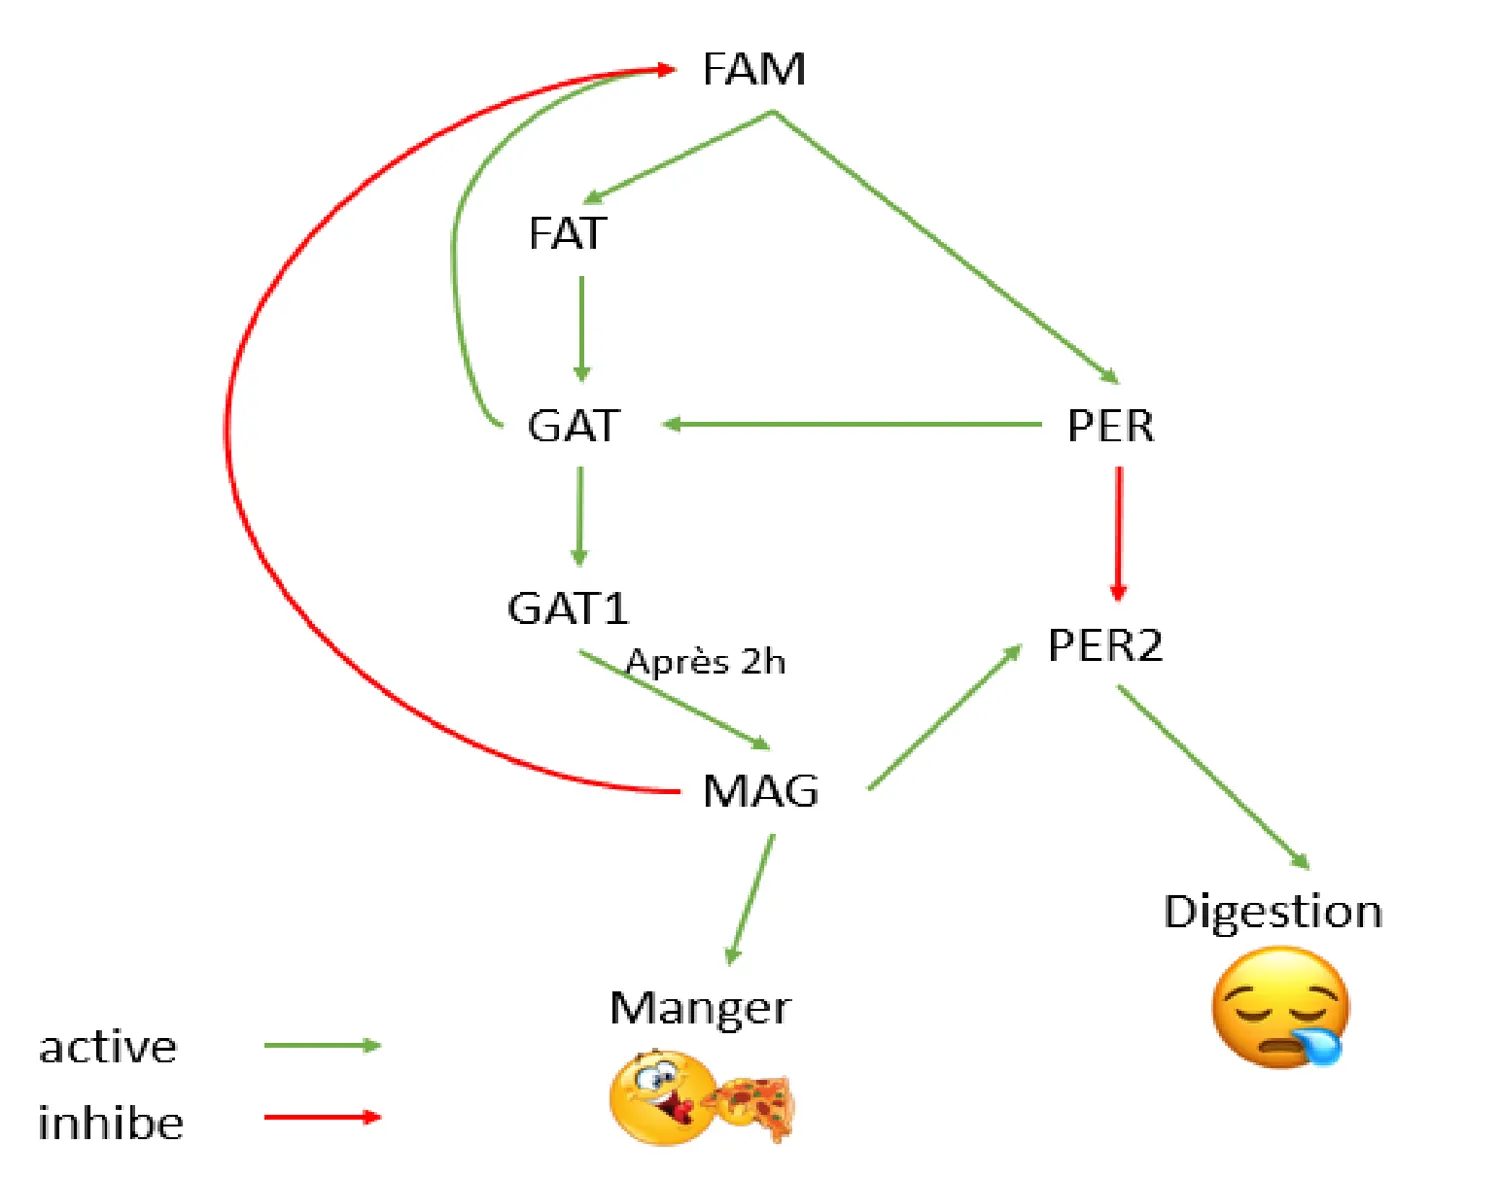 FAM
FAT
GAT
PER
GAT1
Après 2h
PER2
MAG
Digestion
Manger
active
inhibe